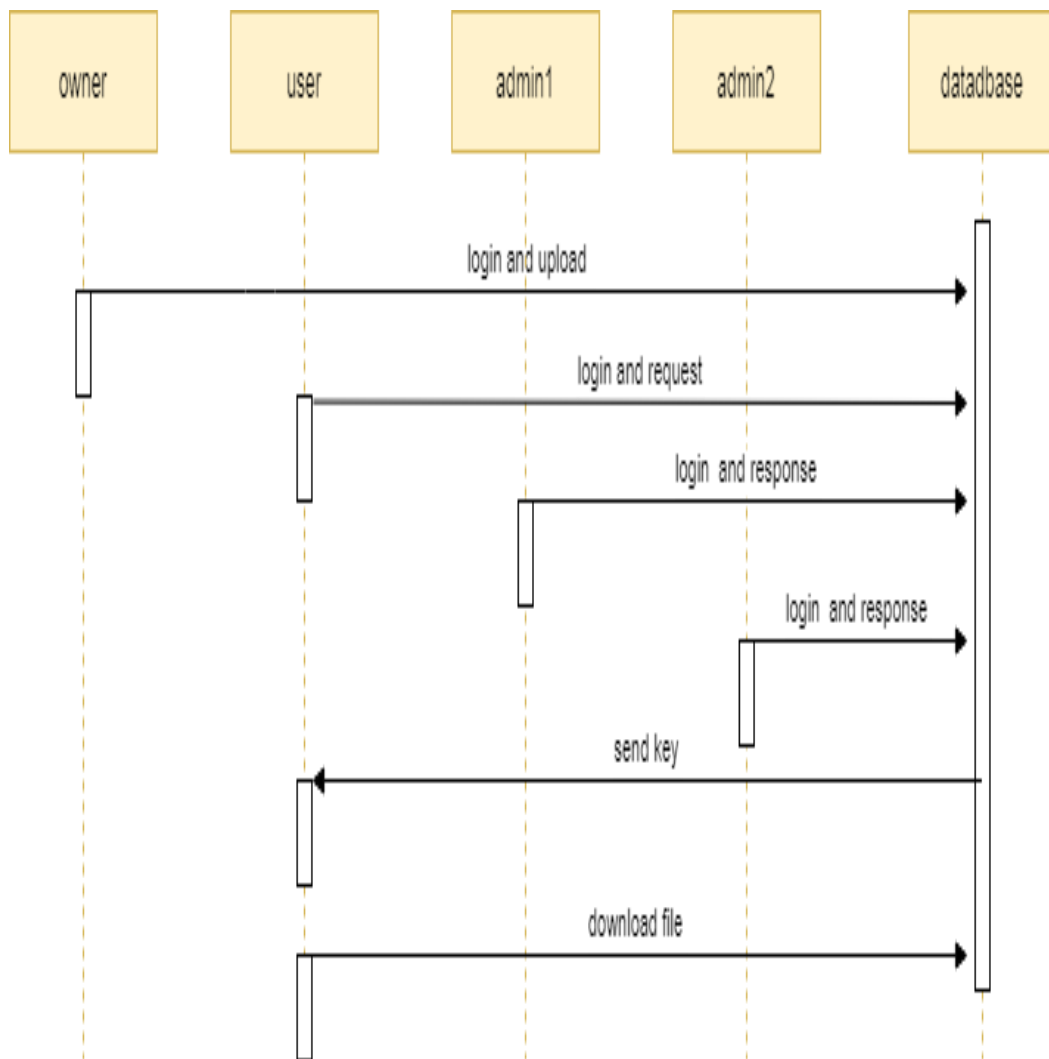 owner
user
admin1
admin2
datadbase
login and upload
login and request
login  and response
login  and response
send key
download file